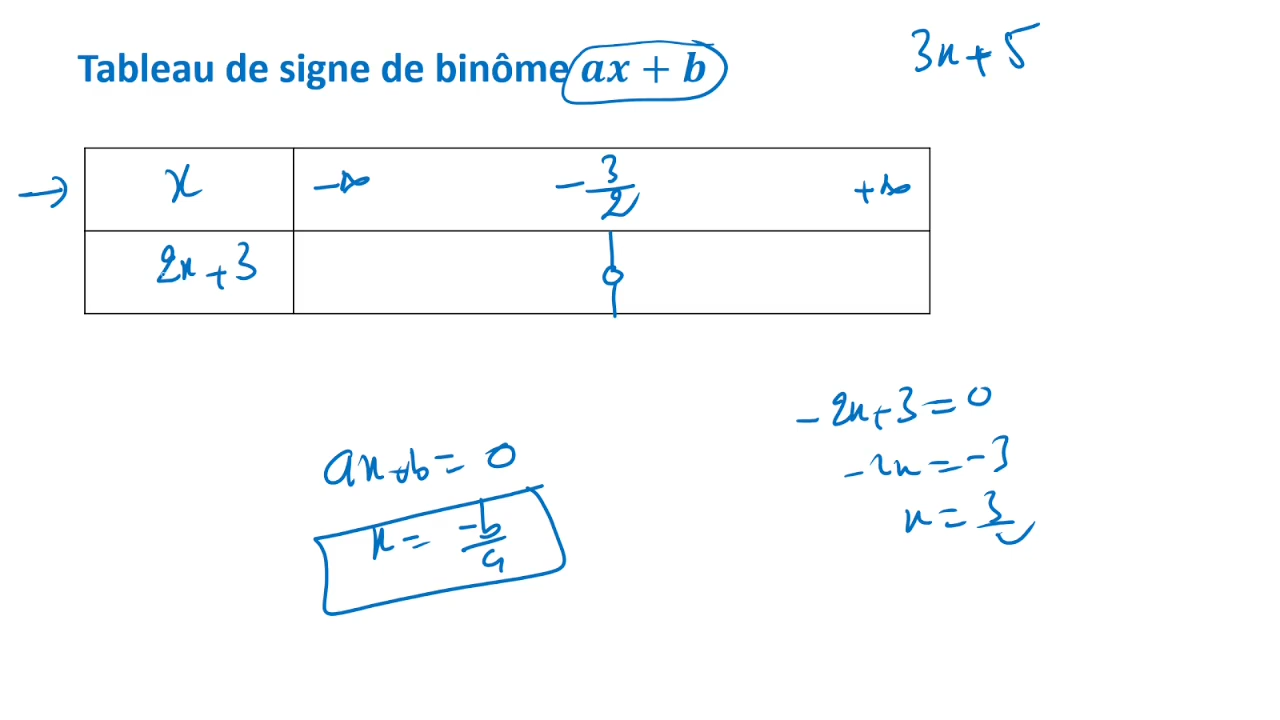 Tableau de signe de binôme ax + b
3x + 5
→ x -∞ -3/2 +∞
2x + 3 0
-2x + 3 = 0
-2x = -3
ax + b = 0
x = 3
x = -b/a